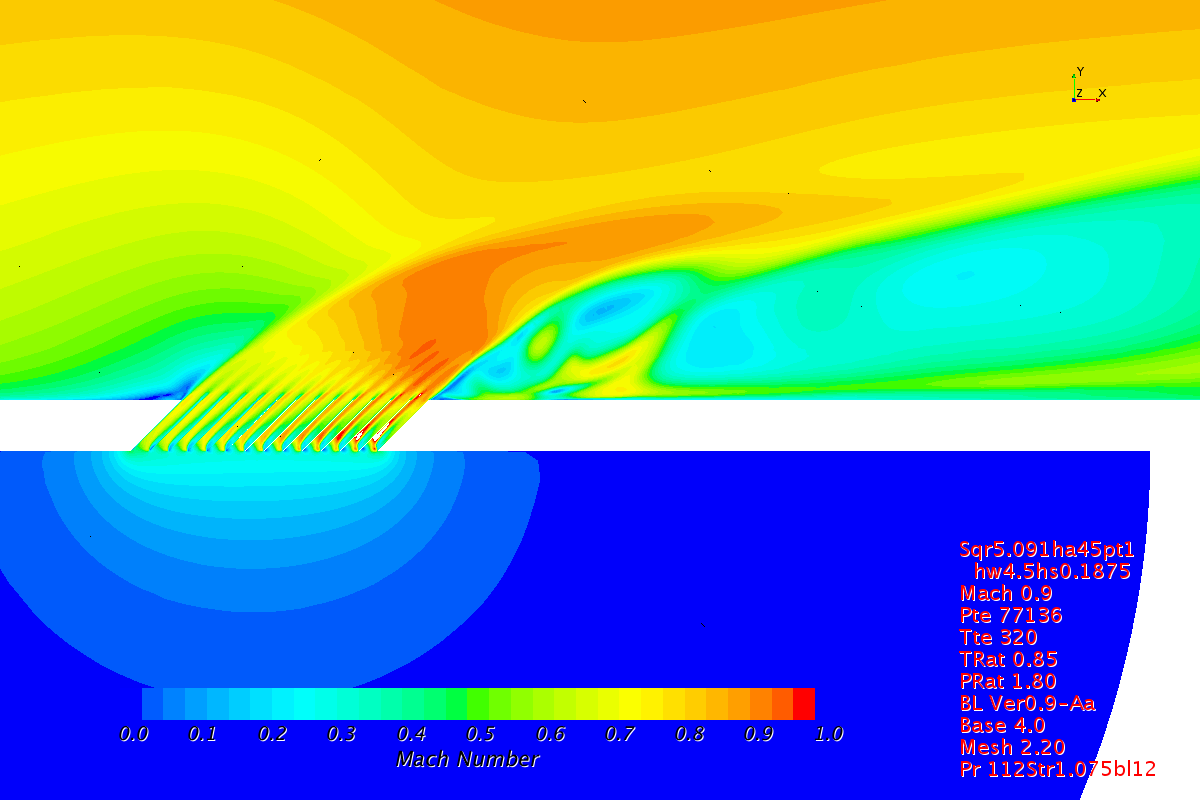 Y
Z X
Sqr5.091ha45pt1
hw4.5hs0.1875
Mach 0.9
Pte 77136
Tte 320
TRat 0.85
PRat 1.80
BL Ver0.9-Aa
Base 4.0
Mesh 2.20
Pr 112Str1.075bl12
0.0 0.1 0.2 0.3 0.4 0.5 0.6 0.7 0.8 0.9 1.0
Mach Number